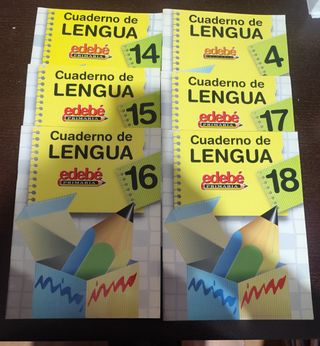 Cuaderno de
LENGUA
edebé
PRIMARIA
14
Cuaderno de
LENGUA
edebé
4
Cuaderno de
LENGUA
edebé
PRIMARIA
15
Cuaderno de
LENGUA
edebé
PRIMARIA
17
Cuaderno de
LENGUA
edebé
PRIMARIA
16
Cuaderno de
LENGUA
edebé
PRIMARIA
18